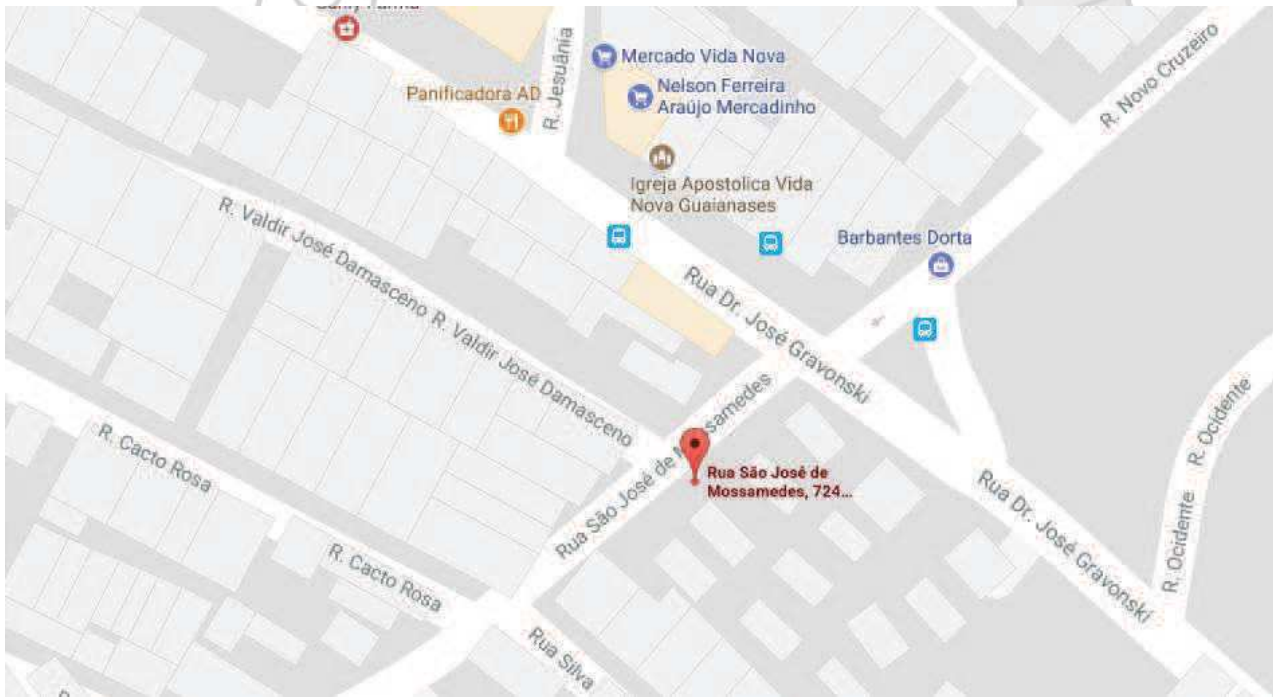 Panificadora AD
R. Jesuânia
Mercado Vida Nova
Nelson Ferreira
Araújo Mercadinho
R. Novo Cruzeiro
Igreja Apostolica Vida
Nova Guaianases
Barbantes Dorta
R. Valdir José Damasceno
R. Valdir José Damasceno
Rua Dr. José Gravonski
R. Ocidente
R. Ocidente
Rua São José de Mossamedes
Rua São José de
Mossamedes, 724...
R. Cacto Rosa
R. Cacto Rosa
Rua Dr. José Gravonski
Rua Silva